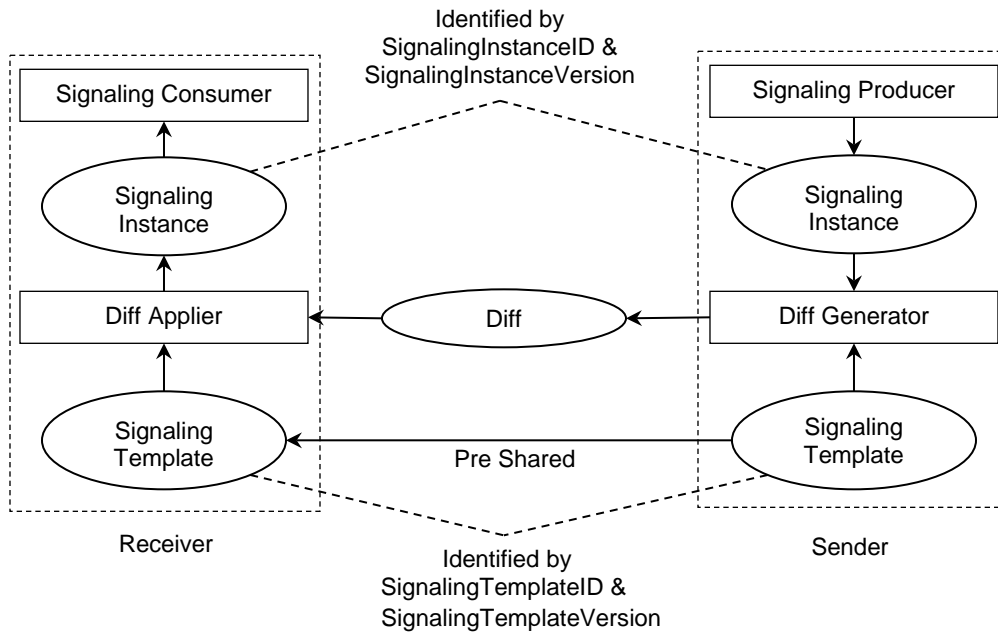 Identified by
SignalingInstanceID &
SignalingInstanceVersion
Signaling Consumer
Signaling Producer
Signaling
Instance
Signaling
Instance
Diff Applier
Diff
Diff Generator
Signaling
Template
Pre Shared
Signaling
Template
Receiver
Sender
Identified by
SignalingTemplateID &
SignalingTemplateVersion